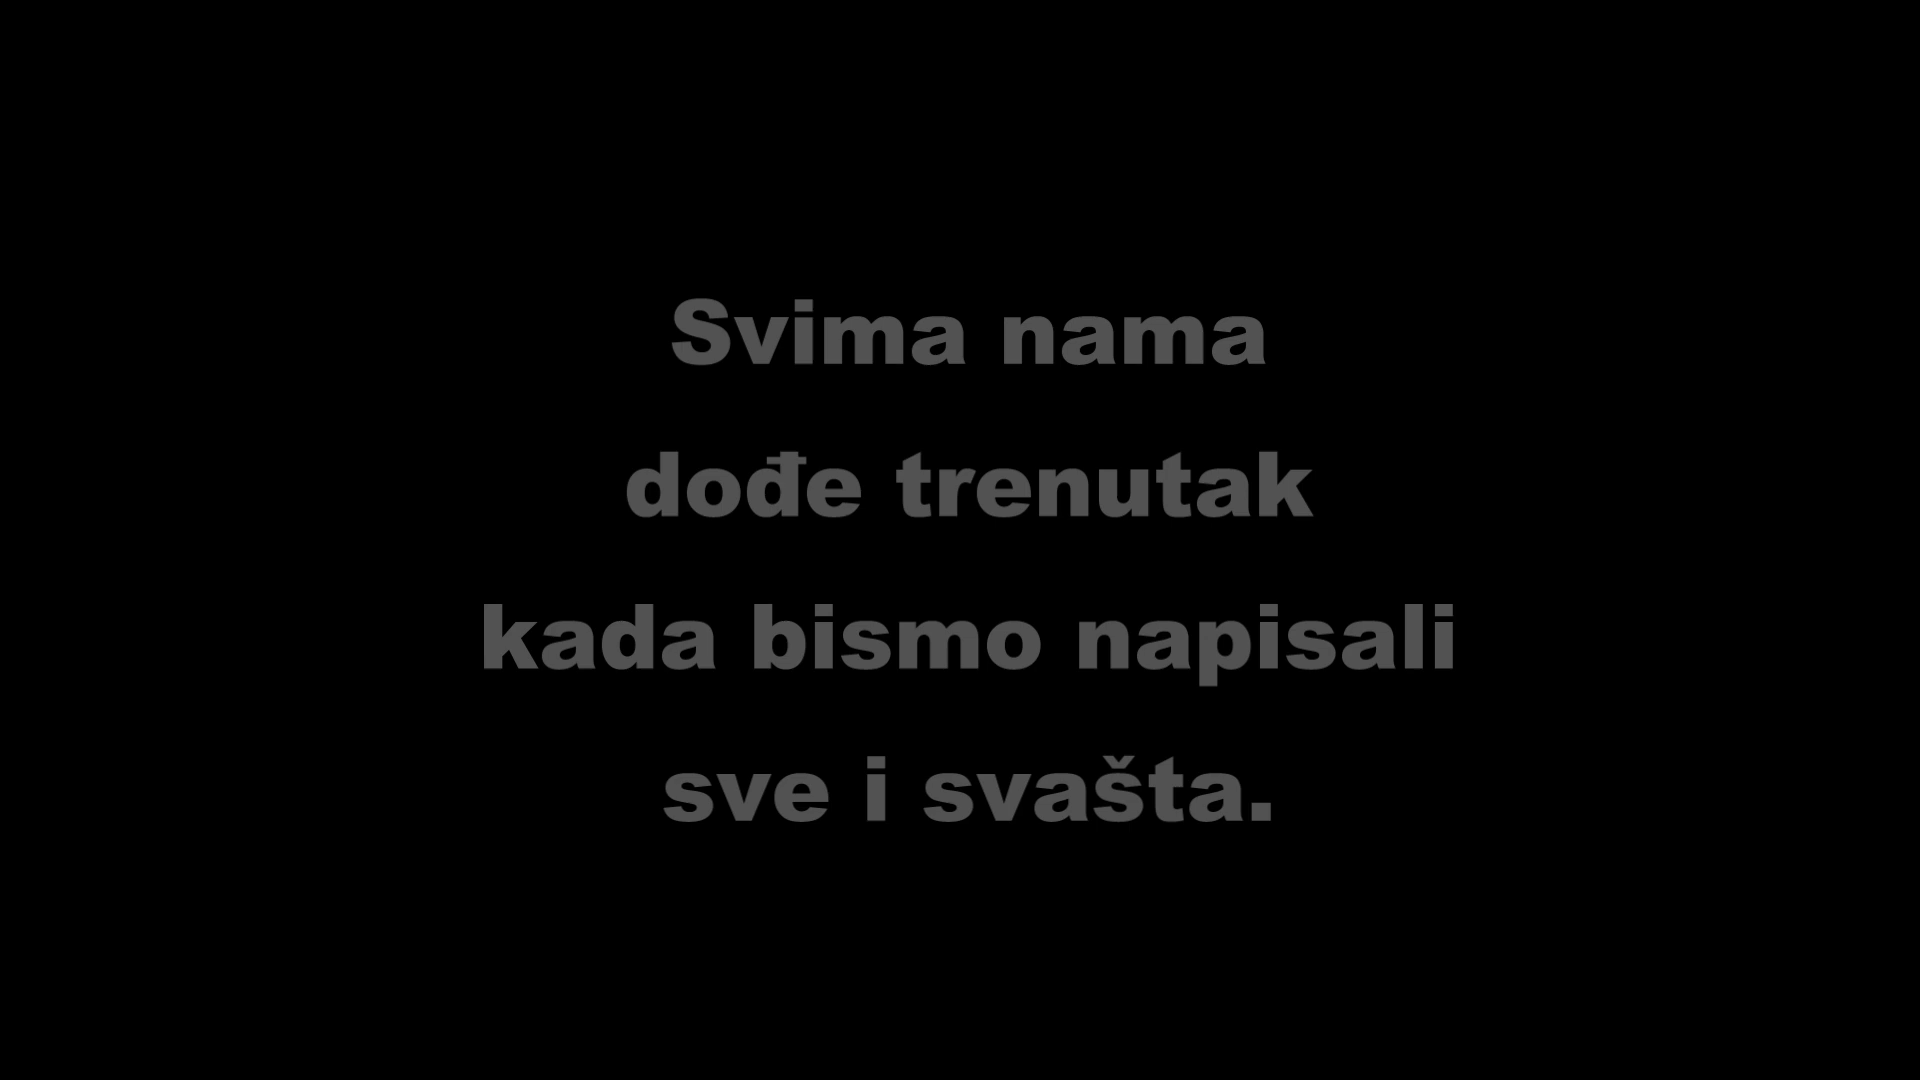 Svima nama
dođe trenutak
kada bismo napisali
sve i svašta.